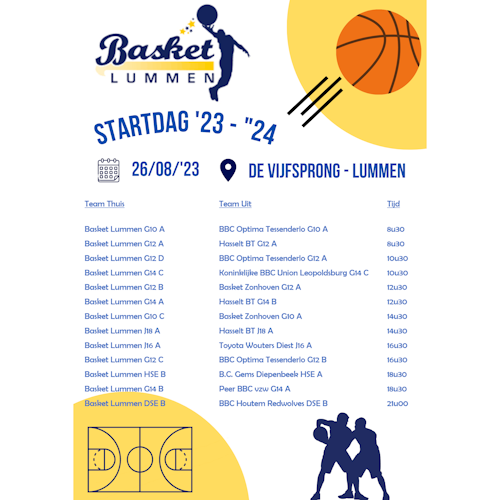 Basket
LUMMEN
STARTDAG '23 - "24
26/08/'23 DE VIJFSPRONG - LUMMEN
Team Thuis Team Uit Tijd
Basket Lummen G10 A BBC Optima Tessenderlo G10 A 8u30
Basket Lummen G12 A Hasselt BT G12 A 8u30
Basket Lummen G12 D BBC Optima Tessenderlo G12 A 10u30
Basket Lummen G14 C Koninklijke BBC Union Leopoldsburg G14 C 10u30
Basket Lummen G12 B Basket Zonhoven G12 A 12u30
Basket Lummen G14 A Hasselt BT G14 B 12u30
Basket Lummen G10 C Basket Zonhoven G10 A 14u30
Basket Lummen J18 A Hasselt BT J18 A 14u30
Basket Lummen J16 A Toyota Wouters Diest J16 A 16u30
Basket Lummen G12 C BBC Optima Tessenderlo G12 B 16u30
Basket Lummen HSE B B.C. Gems Diepenbeek HSE A 18u30
Basket Lummen G14 B Peer BBC vzw G14 A 18u30
Basket Lummen DSE B BBC Houtem Redwolves DSE B 21u00